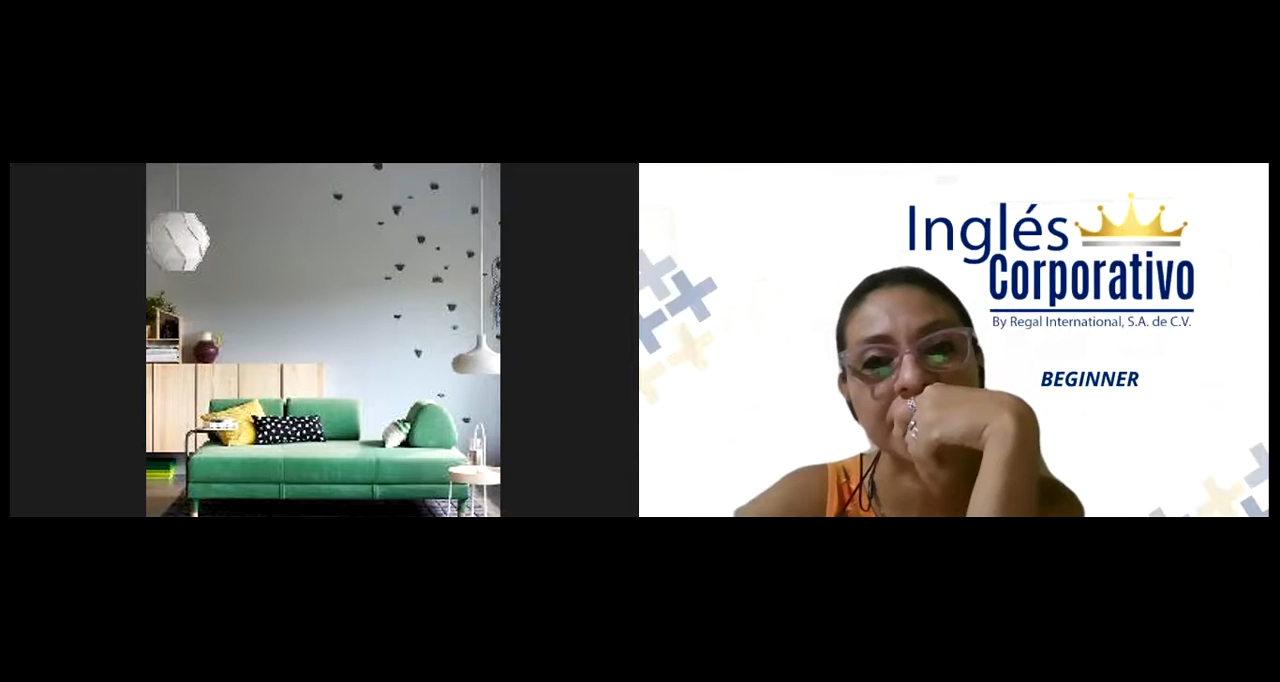 Inglés
Corporativo
By Regal International, S.A. de C.V.
BEGINNER